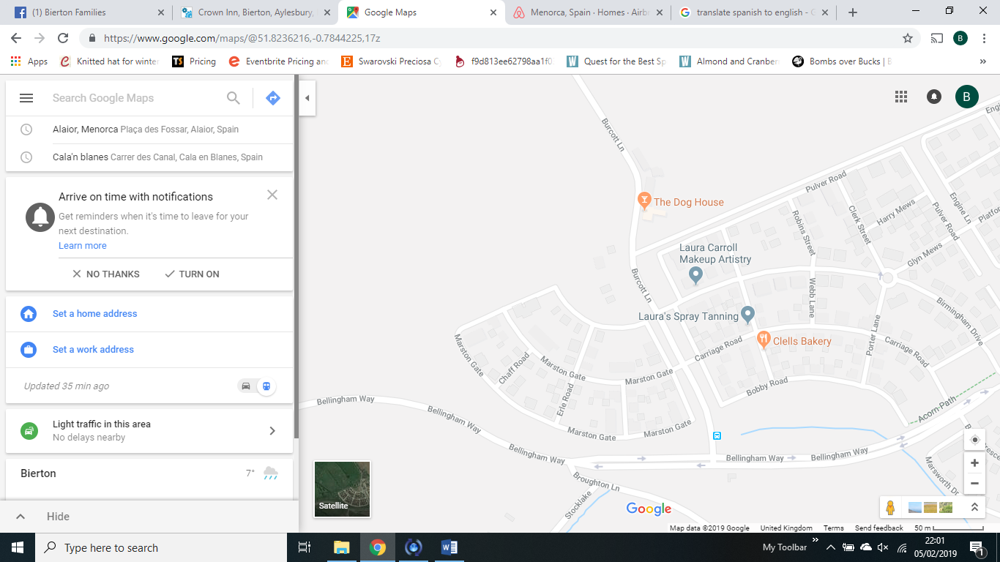 (1) Bierton Families
Crown Inn, Bierton, Aylesbury,
Google Maps
Menorca, Spain · Homes · Airb
translate spanish to english - G
https://www.google.com/maps/@51.8236216,-0.7844225,17z
B
Apps
Knitted hat for winter
Pricing
Eventbrite Pricing an
Swarovski Preciosa C
f9d813ee62798aa1f0
Quest for the Best Sp
Almond and Cranber
Bombs over Bucks | B
»
Search Google Maps
Alaior, Menorca Plaça des Fossar, Alaior, Spain
Cala'n blanes Carrer des Canal, Cala en Blanes, Spain
Arrive on time with notifications
Get reminders when it's time to leave for your
next destination.
Learn more
NO THANKS
TURN ON
Set a home address
Set a work address
Updated 35 min ago
Light traffic in this area
No delays nearby
Bierton
7°
Hide
B
Burcott Ln
Engi
Pulver Road
The Dog House
Robins Street
Clerk Street
Harry Mews
Engine Ln
Platfo
Pulver Road
Glyn Mews
Laura Carroll
Makeup Artistry
Burcott Ln
Webb Lane
Birmingham Drive
Laura's Spray Tanning
Clells Bakery
Porter Lane
Carriage Road
Carriage Road
Marston Gate
Chaff Road
Marston Gate
Marston Gate
Erle Road
Bobby Road
Bellingham Way
Bellingham Way
Acorn Path
Marston Gate
Marston Gate
Bellingham Way
Bellingham Way
Bellingham Way
Marsworth Dr
Broughton Ln
Stocklake
Satellite
Google
Map data ©2019 Google
United Kingdom
Terms
Send feedback
50 m
Type here to search
My Toolbar
»
22:01
05/02/2019
1